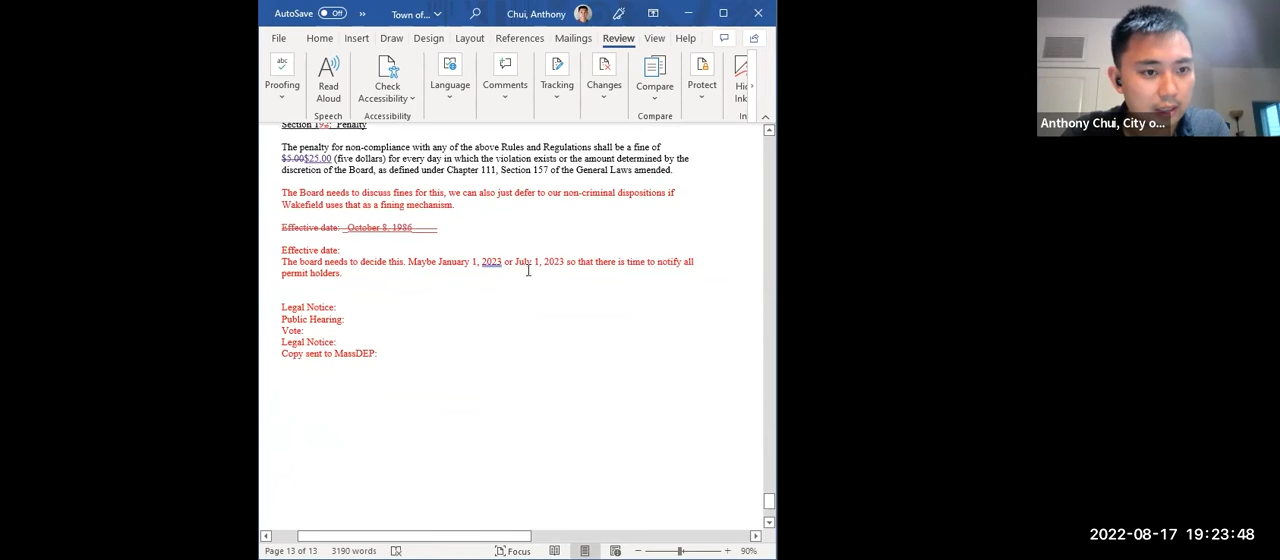 AutoSave Off Town of... Chui, Anthony
File Home Insert Draw Design Layout References Mailings Review View Help
Proofing Read Aloud Check Accessibility Language Comments Tracking Changes Compare Protect Hide Ink
Speech Accessibility Compare
Penalty
The penalty for non-compliance with any of the above Rules and Regulations shall be a fine of
$5.00$25.00 (five dollars) for every day in which the violation exists or the amount determined by the
discretion of the Board, as defined under Chapter 111, Section 157 of the General Laws amended.
The Board needs to discuss fines for this, we can also just defer to our non-criminal dispositions if
Wakefield uses that as a fining mechanism.
Effective date: October 8, 1986
Effective date:
The board needs to decide this. Maybe January 1, 2023 or July 1, 2023 so that there is time to notify all
permit holders.
Legal Notice:
Public Hearing:
Vote:
Legal Notice:
Copy sent to MassDEP:
Page 13 of 13 3190 words Focus 90%
Anthony Chui, City o...
2022-08-17 19:23:48